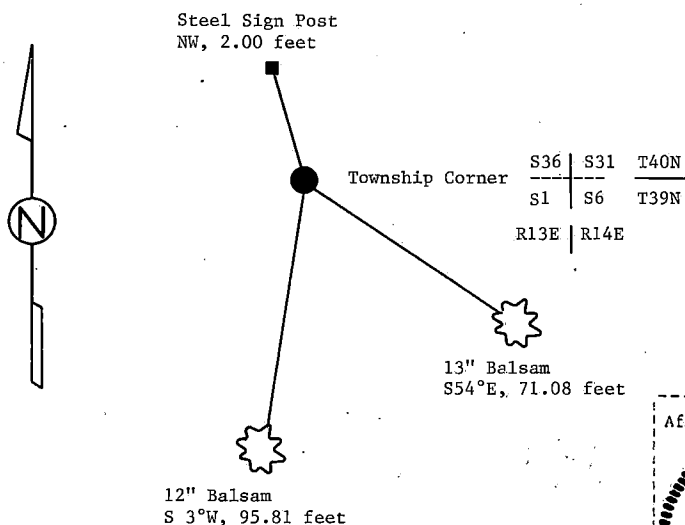 Steel Sign Post
NW, 2.00 feet
N
Township Corner
S36 | S31 T40N
S1 | S6 T39N
R13E | R14E
13" Balsam
S54°E, 71.08 feet
Af
12" Balsam
S 3°W, 95.81 feet